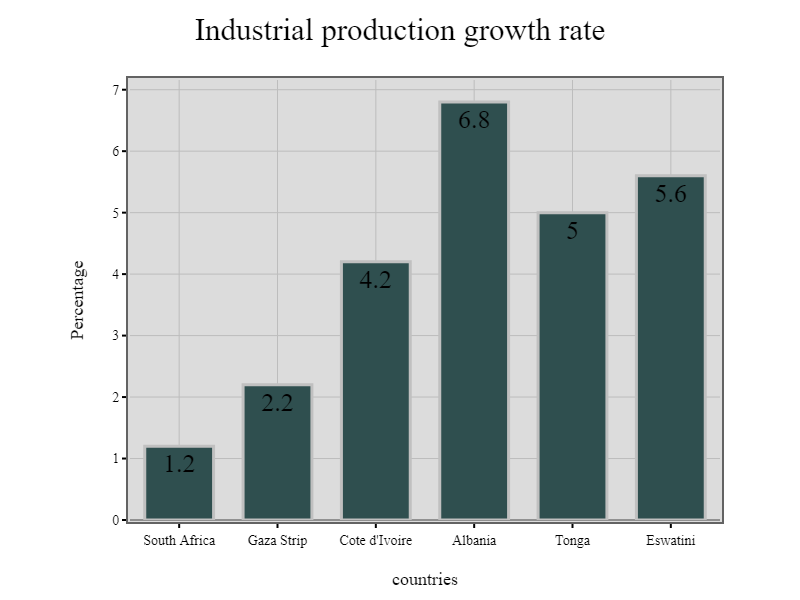 Industrial production growth rate
7
6
5
4
3
2
1
0
Percentage
1.2
2.2
4.2
6.8
5
5.6
South Africa
Gaza Strip
Cote d'Ivoire
Albania
Tonga
Eswatini
countries